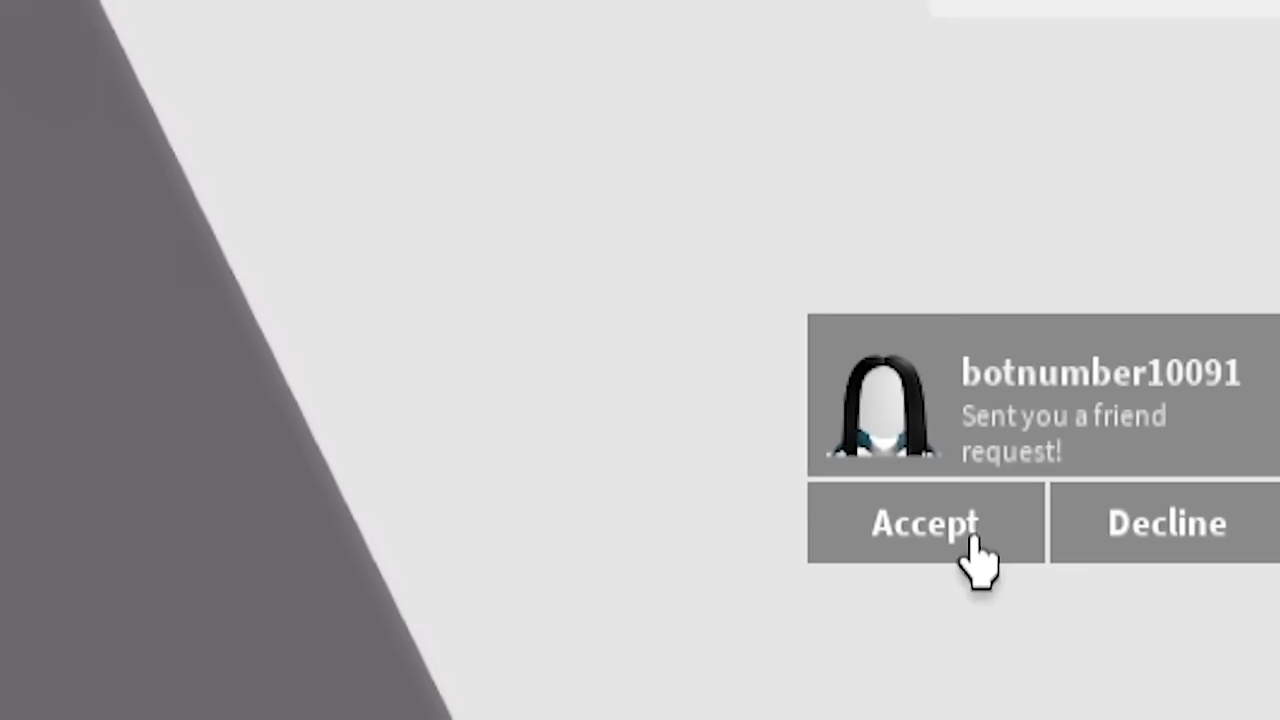 botnumber10091
Sent you a friend
request!
Accept
Decline